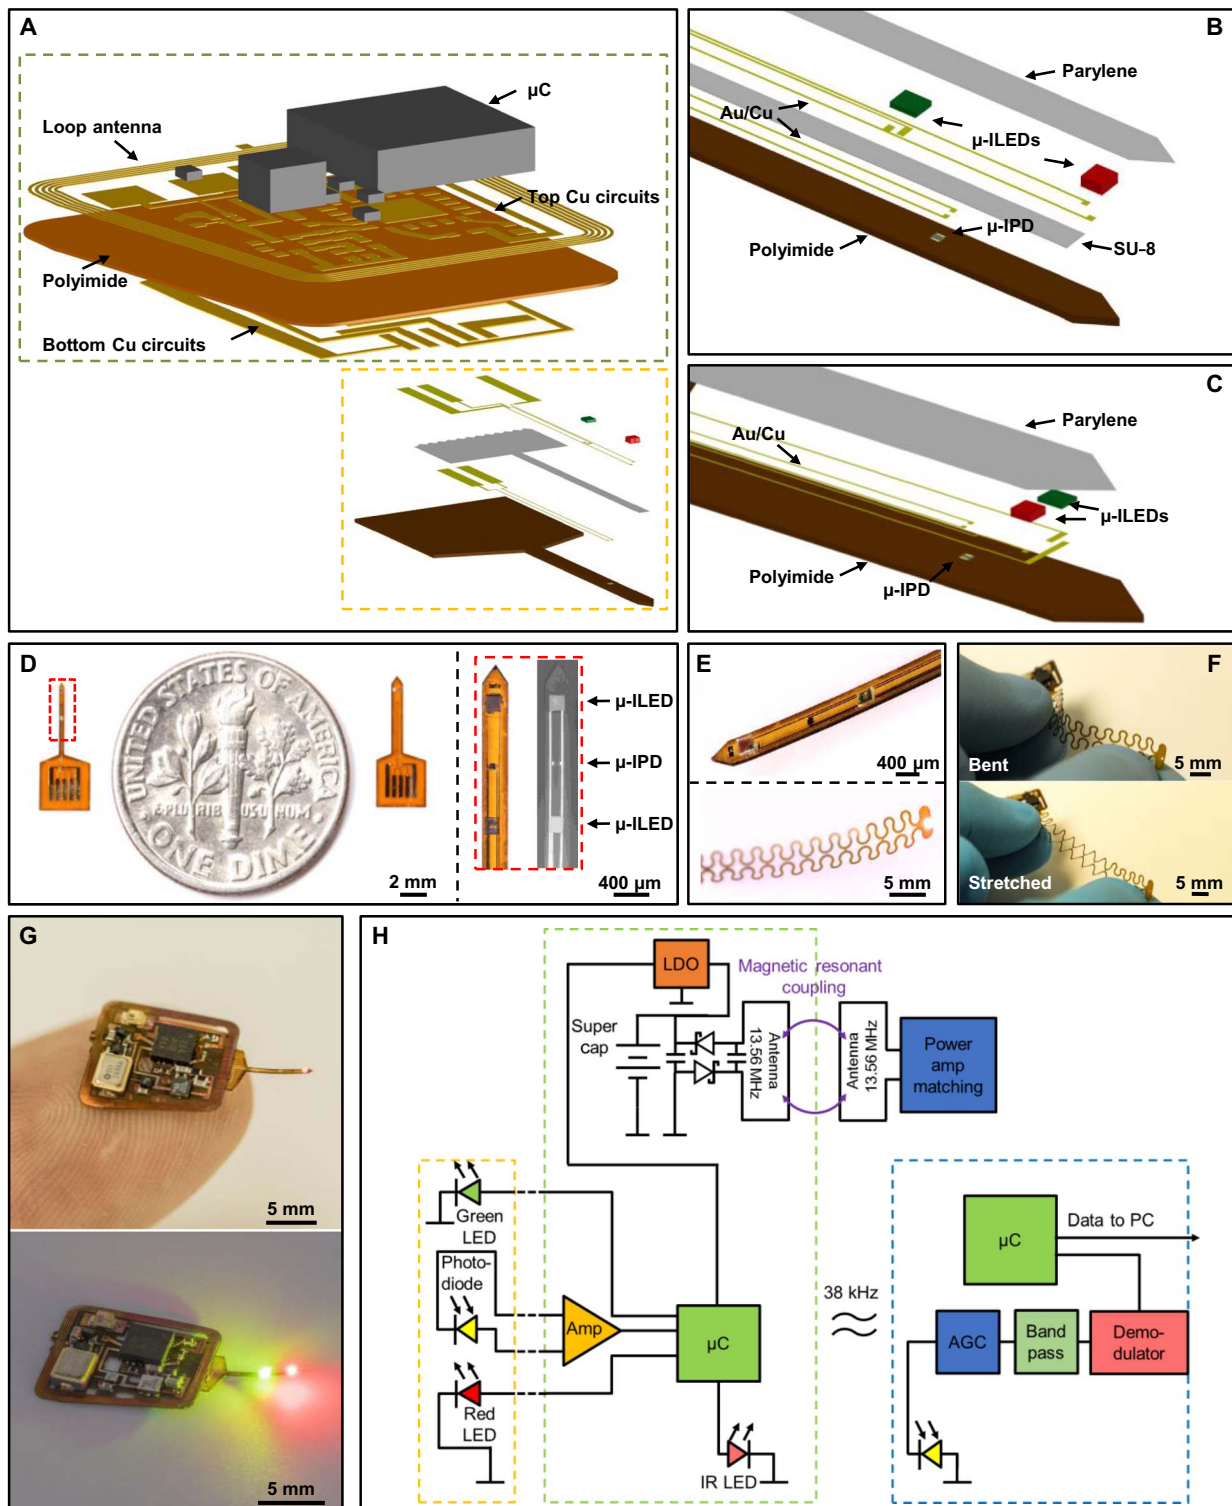 A
µC
Loop antenna
Top Cu circuits
Polyimide
Bottom Cu circuits
B
Parylene
Au/Cu
µ-ILEDs
µ-IPD
Polyimide
SU-8
C
Parylene
Au/Cu
µ-ILEDs
Polyimide
µ-IPD
D
UNITED STATES OF AMERICA
E·PLURIB USUNUM
· ONE DIME ·
2 mm
µ-ILED
µ-IPD
µ-ILED
400 µm
E
400 µm
5 mm
F
Bent
5 mm
Stretched
5 mm
G
5 mm
5 mm
H
LDO
Magnetic resonant
coupling
Super
cap
Antenna
13.56 MHz
Antenna
13.56 MHz
Power
amp
matching
Green
LED
Photo-
diode
Amp
Red
LED
µC
IR LED
38 kHz
µC
Data to PC
AGC
Band
pass
Demo-
dulator